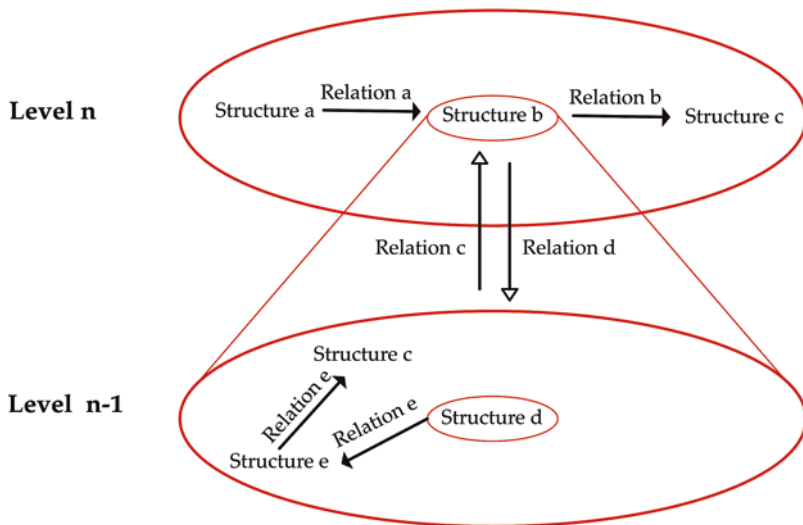 Level n
Structure a
Relation a
Structure b
Relation b
Structure c
Relation c
Relation d
Level n-1
Structure c
Relation e
Relation e
Structure d
Structure e